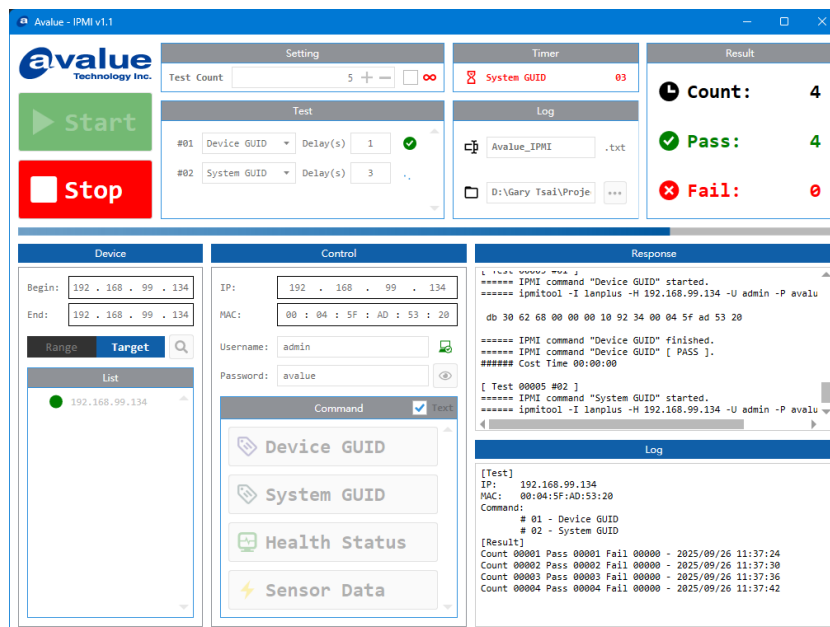 Avalue - IPMI v1.1
avalue
Technology Inc.
Start
Stop
Setting
Test Count 5
Test
#01 Device GUID Delay(s) 1
#02 System GUID Delay(s) 3
Timer
System GUID 03
Log
Avalue_IPMI .txt
D:\Gary Tsai\Proje ...
Result
Count: 4
Pass: 4
Fail: 0
Device
Begin: 192 . 168 . 99 . 134
End: 192 . 168 . 99 . 134
Range Target
List
192.168.99.134
Control
IP: 192 . 168 . 99 . 134
MAC: 00 : 04 : 5F : AD : 53 : 20
Username: admin
Password: avalue
Command Text
Device GUID
System GUID
Health Status
Sensor Data
Response
[ Test 00005 #01 ]
====== IPMI command "Device GUID" started.
====== ipmitool -I lanplus -H 192.168.99.134 -U admin -P avalu
db 30 62 68 00 00 00 10 92 34 00 04 5f ad 53 20
====== IPMI command "Device GUID" finished.
====== IPMI command "Device GUID" [ PASS ].
###### Cost Time 00:00:00
[ Test 00005 #02 ]
====== IPMI command "System GUID" started.
====== ipmitool -I lanplus -H 192.168.99.134 -U admin -P avalu
Log
[Test]
IP: 192.168.99.134
MAC: 00:04:5F:AD:53:20
Command:
# 01 - Device GUID
# 02 - System GUID
[Result]
Count 00001 Pass 00001 Fail 00000 - 2025/09/26 11:37:24
Count 00002 Pass 00002 Fail 00000 - 2025/09/26 11:37:30
Count 00003 Pass 00003 Fail 00000 - 2025/09/26 11:37:36
Count 00004 Pass 00004 Fail 00000 - 2025/09/26 11:37:42